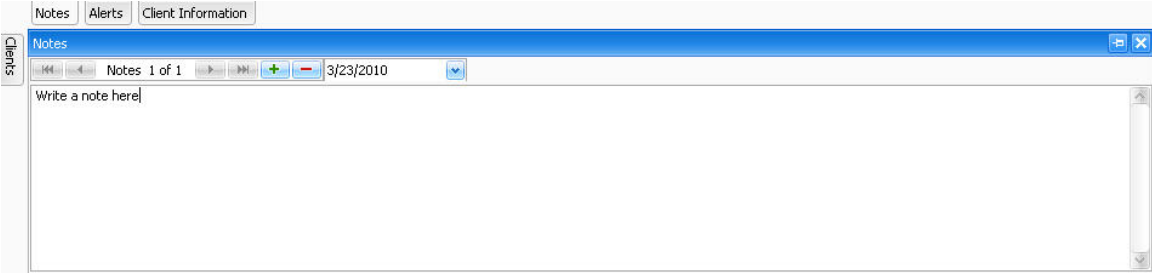 Notes Alerts Client Information
Clients
Notes
Notes 1 of 1 3/23/2010
Write a note here